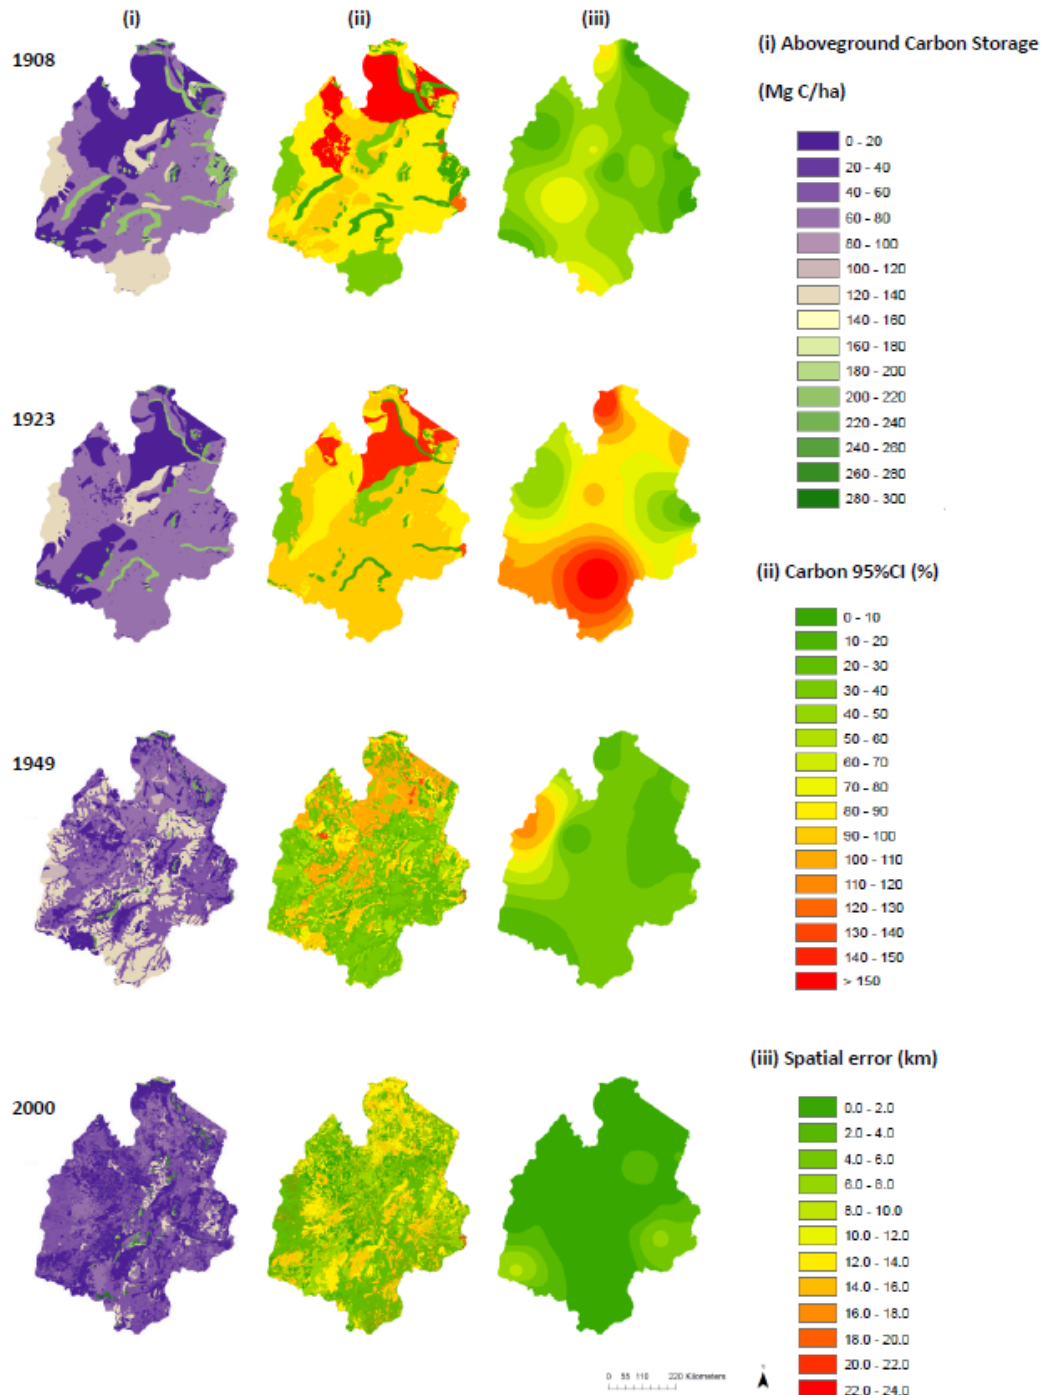 (i) (ii) (iii)
1908
(i) Aboveground Carbon Storage
(Mg C/ha)
0 - 20
20 - 40
40 - 60
60 - 80
80 - 100
100 - 120
120 - 140
140 - 160
160 - 180
180 - 200
200 - 220
220 - 240
240 - 260
260 - 280
280 - 300
1923
(ii) Carbon 95%CI (%)
0 - 10
10 - 20
20 - 30
30 - 40
40 - 50
50 - 60
60 - 70
70 - 80
80 - 90
90 - 100
100 - 110
110 - 120
120 - 130
130 - 140
140 - 150
> 150
1949
2000
(iii) Spatial error (km)
0.0 - 2.0
2.0 - 4.0
4.0 - 6.0
6.0 - 8.0
8.0 - 10.0
10.0 - 12.0
12.0 - 14.0
14.0 - 16.0
16.0 - 18.0
18.0 - 20.0
20.0 - 22.0
22.0 - 24.0
0 55 110 220 Kilometers